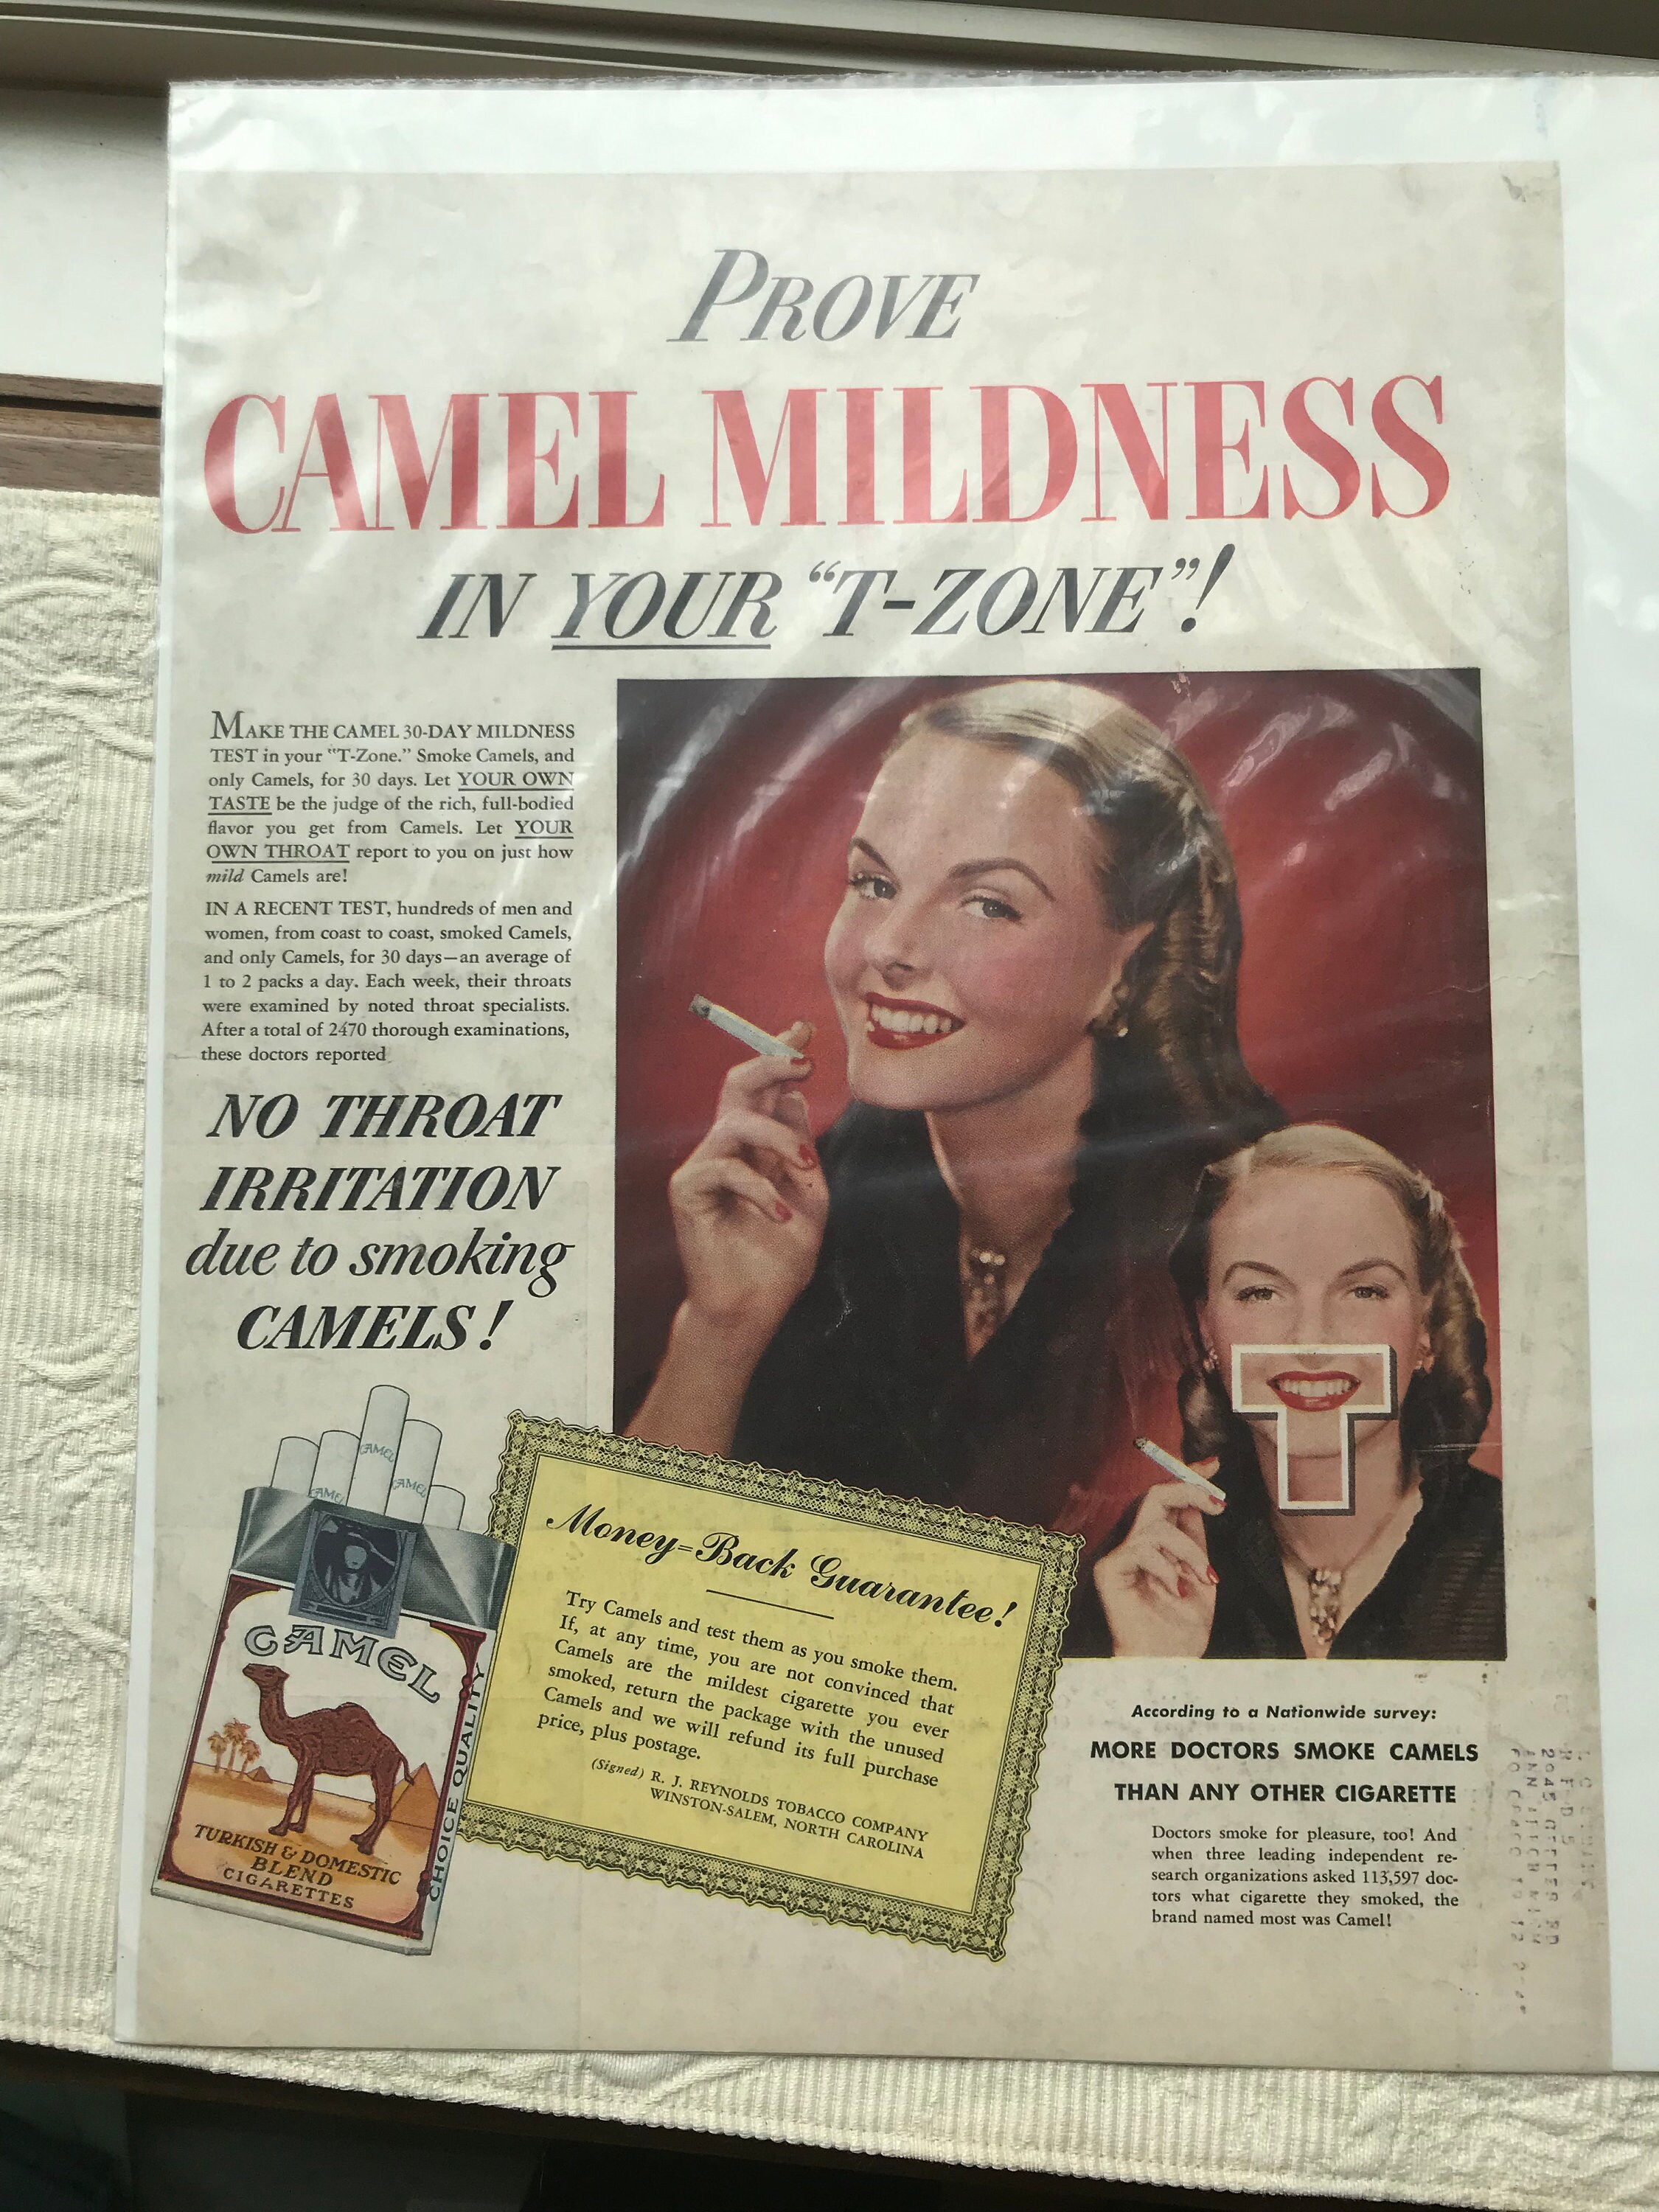 PROVE
CAMEL MILDNESS
IN YOUR “T-ZONE”!
MAKE THE CAMEL 30-DAY MILDNESS
TEST in your “T-Zone.” Smoke Camels, and
only Camels, for 30 days. Let YOUR OWN
TASTE be the judge of the rich, full-bodied
flavor you get from Camels. Let YOUR
OWN THROAT report to you on just how
mild Camels are!
IN A RECENT TEST, hundreds of men and
women, from coast to coast, smoked Camels,
and only Camels, for 30 days—an average of
1 to 2 packs a day. Each week, their throats
were examined by noted throat specialists.
After a total of 2470 thorough examinations,
these doctors reported
NO THROAT
IRRITATION
due to smoking
CAMELS!
CAMEL
CAMEL
CAMEL
CAMEL
TURKISH & DOMESTIC
BLEND
CIGARETTES
CHOICE QUALITY
Money-Back Guarantee!
Try Camels and test them as you smoke them.
If, at any time, you are not convinced that
Camels are the mildest cigarette you ever
smoked, return the package with the unused
Camels and we will refund its full purchase
price, plus postage.
(Signed) R. J. REYNOLDS TOBACCO COMPANY
WINSTON-SALEM, NORTH CAROLINA
T
According to a Nationwide survey:
MORE DOCTORS SMOKE CAMELS
THAN ANY OTHER CIGARETTE
Doctors smoke for pleasure, too! And
when three leading independent re-
search organizations asked 113,597 doc-
tors what cigarette they smoked, the
brand named most was Camel!